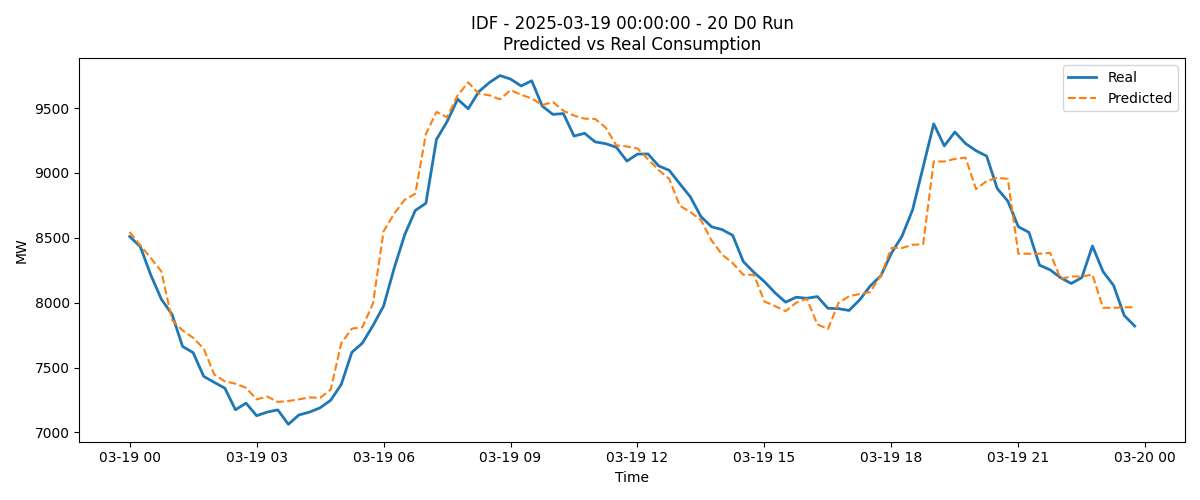 IDF - 2025-03-19 00:00:00 - 20 D0 Run
Predicted vs Real Consumption
Real
Predicted
9500
9000
8500
8000
7500
7000
MW
03-19 00
03-19 03
03-19 06
03-19 09
03-19 12
03-19 15
03-19 18
03-19 21
03-20 00
Time